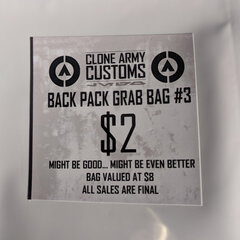 CLONE ARMY
CUSTOMS
BACK PACK GRAB BAG #3
$2
MIGHT BE GOOD... MIGHT BE EVEN BETTER
BAG VALUED AT $8
ALL SALES ARE FINAL